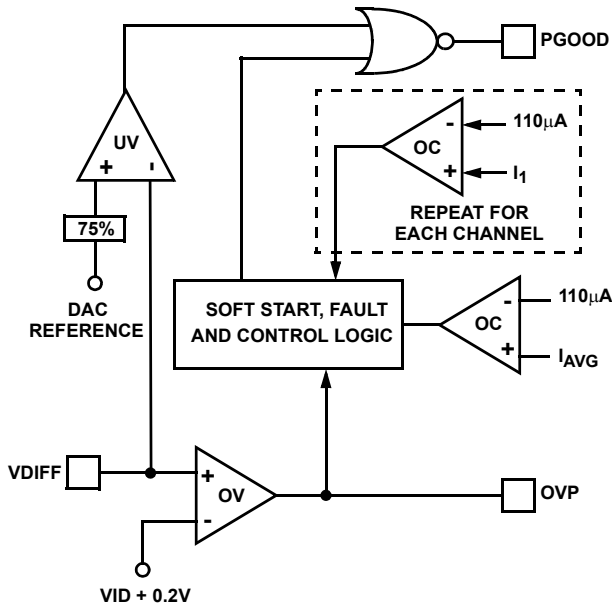 PGOOD
UV
+ -
75%
DAC
REFERENCE
- 110μA
OC
+ I1
REPEAT FOR
EACH CHANNEL
SOFT START, FAULT
AND CONTROL LOGIC
- 110μA
OC
+ IAVG
VDIFF
+
OV
-
OVP
VID + 0.2V